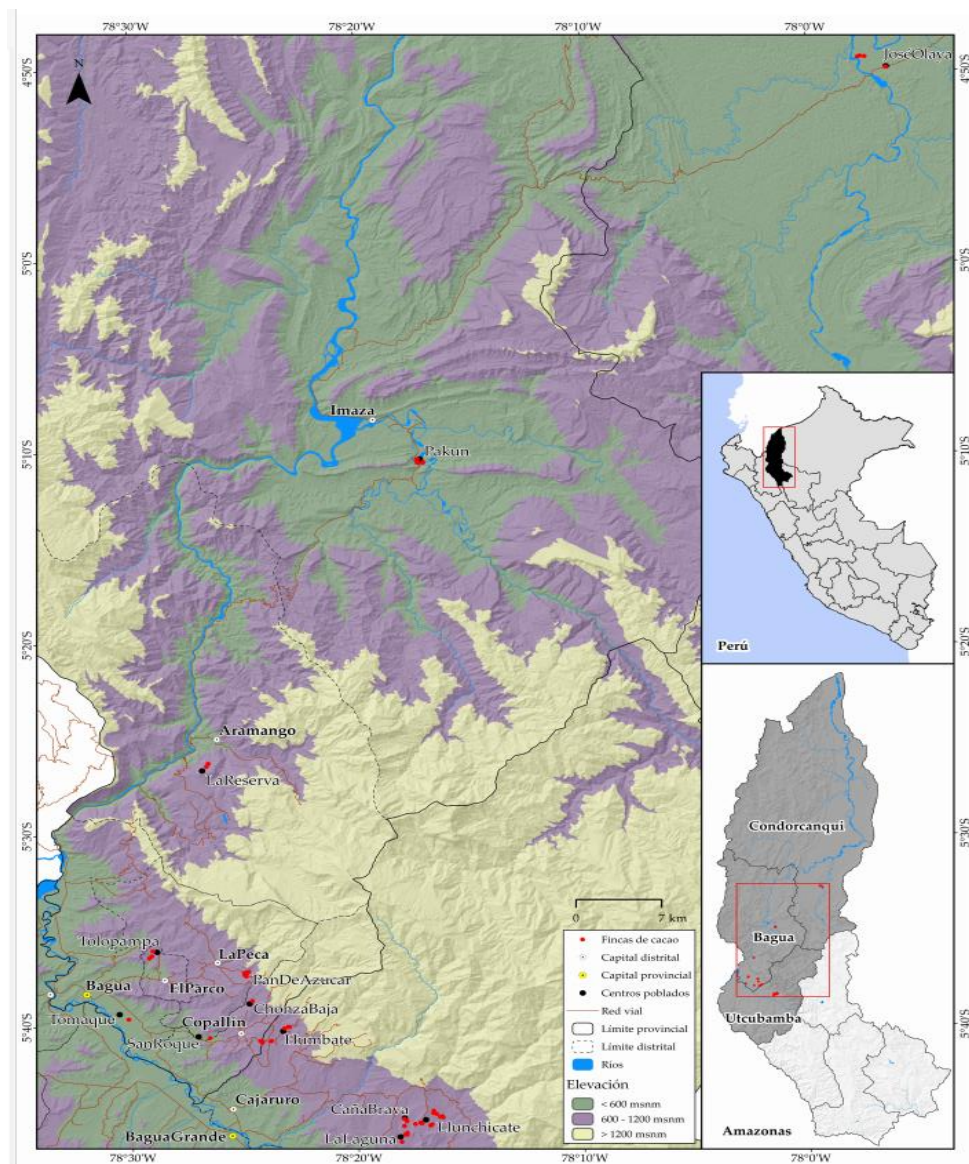 78°30'W 78°20'W 78°10'W 78°0'W
N
4°50'S
JoseOlaya
4°50'S
5°0'S
5°0'S
Imaza
Pakun
5°10'S
5°10'S
Perú
5°20'S
5°20'S
Aramango
LaReserva
5°30'S
5°30'S
0 7 km
Fincas de cacao
Capital distrital
Capital provincial
Centros poblados
Red vial
Límite provincial
Límite distrital
Ríos
Elevación
< 600 msnm
600 - 1200 msnm
> 1200 msnm
Condorcanqui
Bagua
Utcubamba
Amazonas
Tolopampa
LaPeca
Bagua
ElParco
PanDeAzucar
ChonzaBaja
Tomaque
Copallin
5°40'S
5°40'S
SanRoque
Llumbate
Cajaruro
CañaBrava
Llunchicate
BaguaGrande
LaLaguna
78°30'W 78°20'W 78°10'W 78°0'W